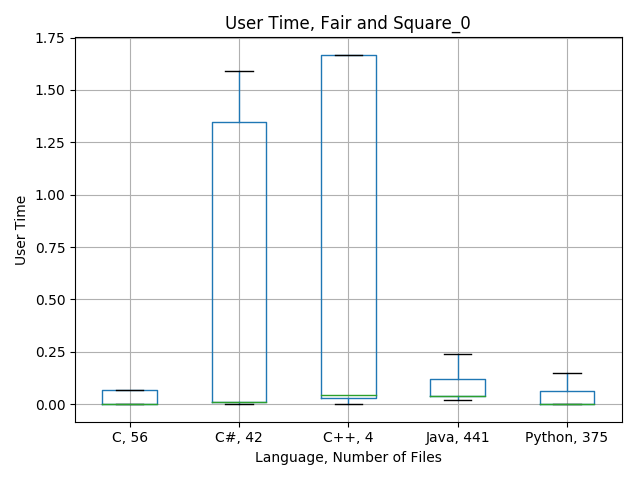 User Time, Fair and Square_0
1.75
1.50
1.25
1.00
0.75
0.50
0.25
0.00
User Time
C, 56
C#, 42
C++, 4
Java, 441
Python, 375
Language, Number of Files